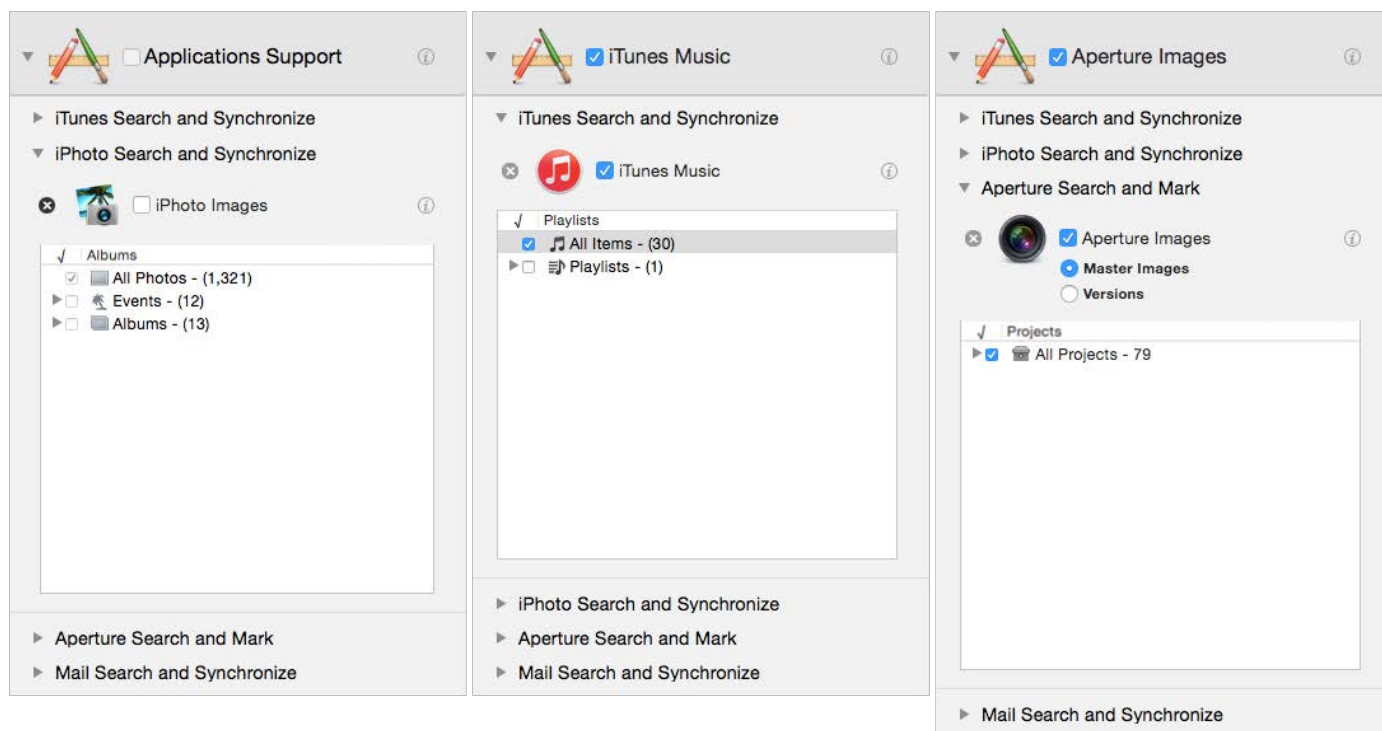 Applications Support
iTunes Search and Synchronize
iPhoto Search and Synchronize
iPhoto Images
√ Albums
All Photos - (1,321)
Events - (12)
Albums - (13)
Aperture Search and Mark
Mail Search and Synchronize
iTunes Music
iTunes Search and Synchronize
iTunes Music
√ Playlists
All Items - (30)
Playlists - (1)
iPhoto Search and Synchronize
Aperture Search and Mark
Mail Search and Synchronize
Aperture Images
iTunes Search and Synchronize
iPhoto Search and Synchronize
Aperture Search and Mark
Aperture Images
Master Images
Versions
√ Projects
All Projects - 79
Mail Search and Synchronize